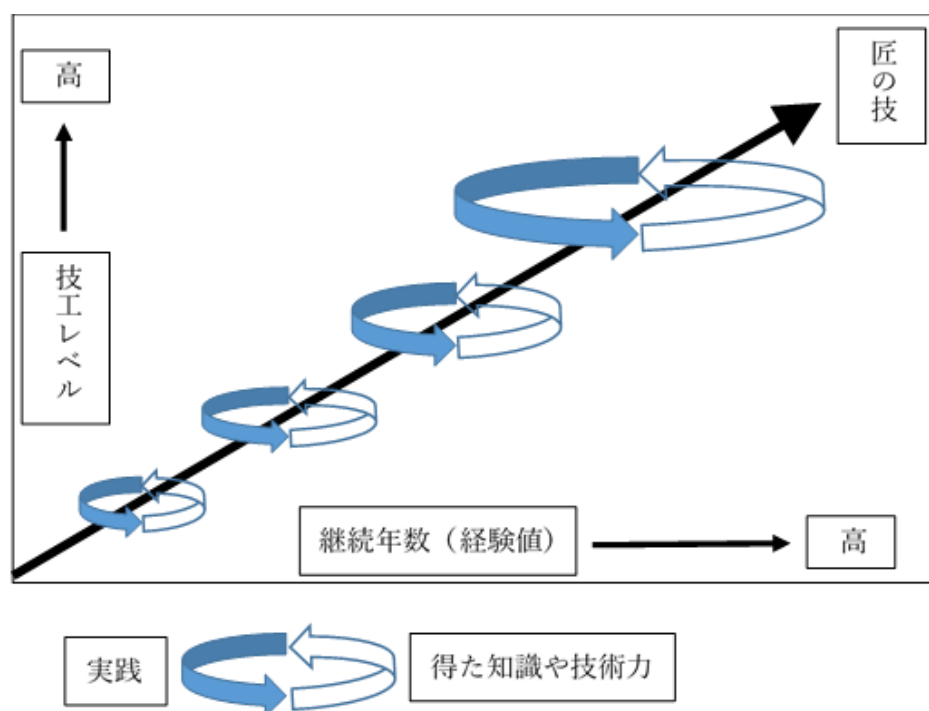 高
匠の技
技工レベル
継続年数（経験値）
高
実践
得た知識や技術力